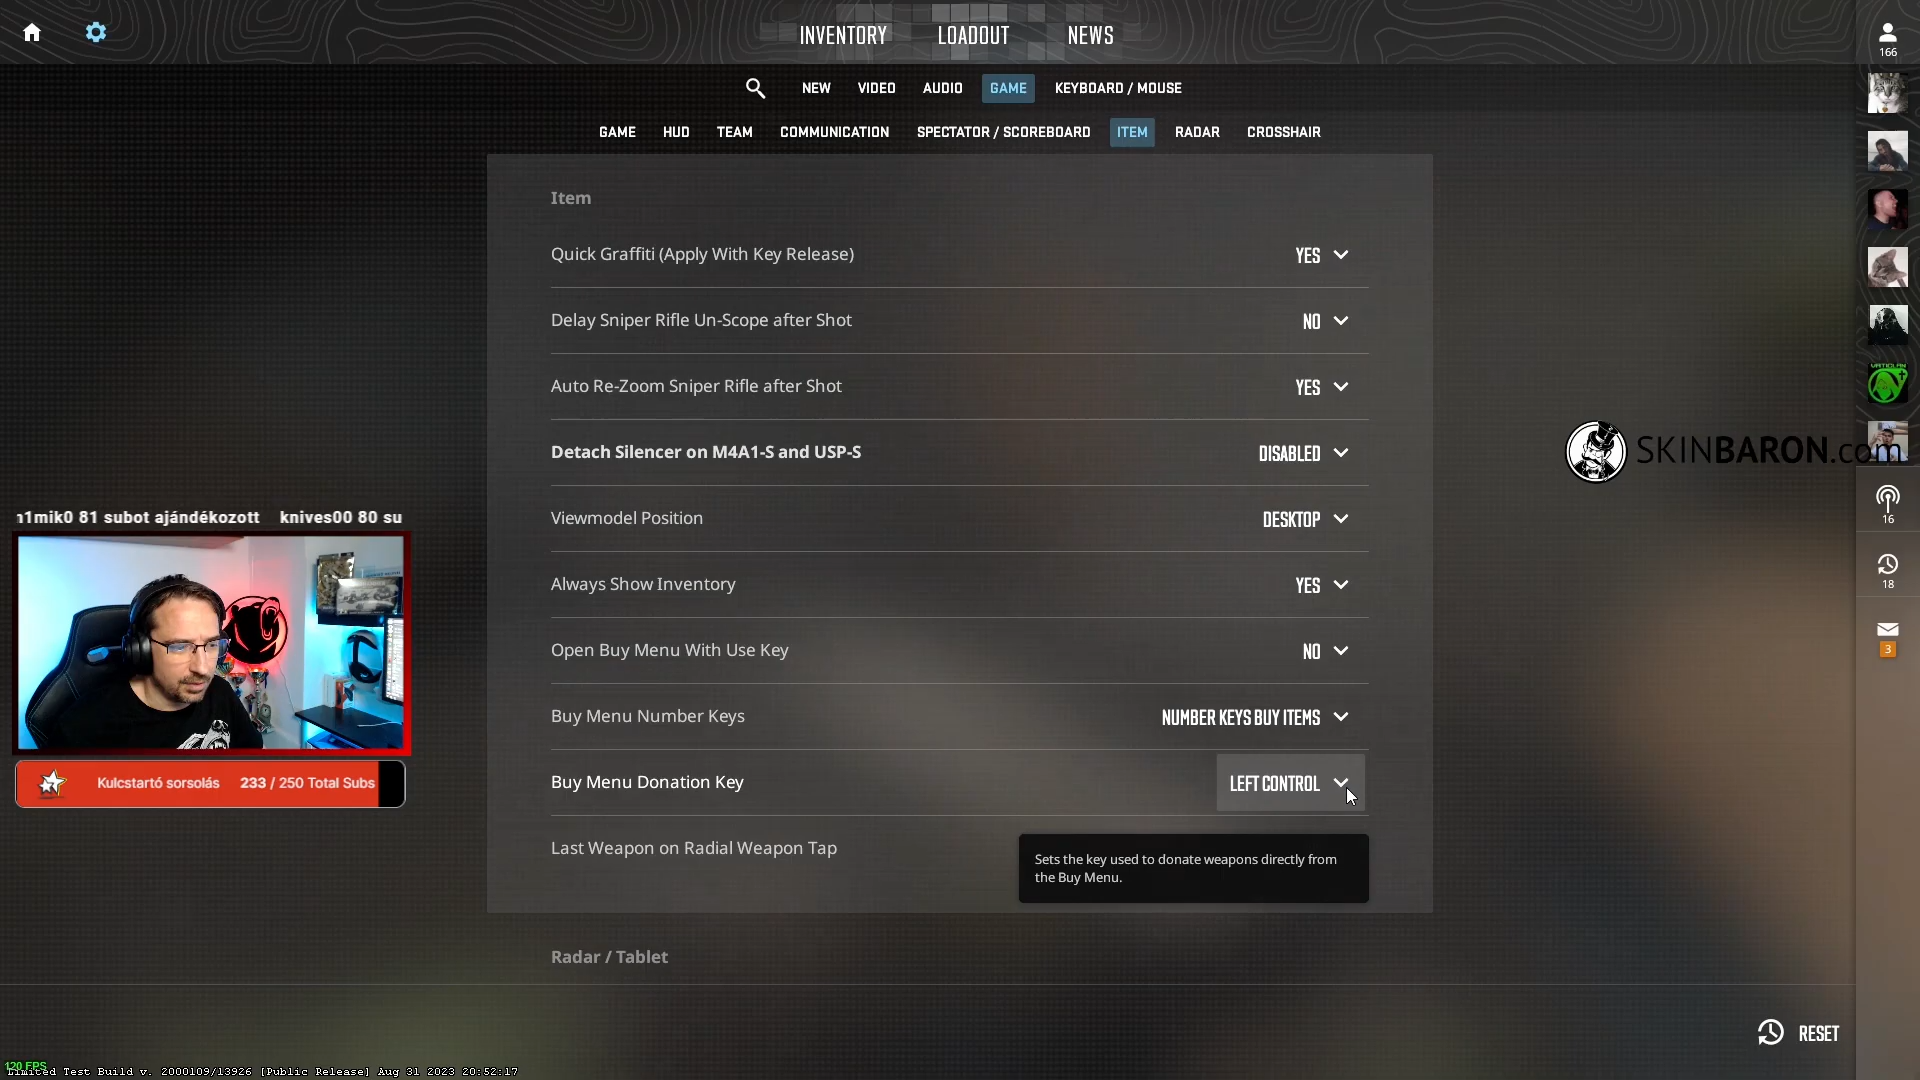 INVENTORY LOADOUT NEWS
166
NEW VIDEO AUDIO GAME KEYBOARD / MOUSE
GAME HUD TEAM COMMUNICATION SPECTATOR / SCOREBOARD ITEM RADAR CROSSHAIR
Item
Quick Graffiti (Apply With Key Release) YES
Delay Sniper Rifle Un-Scope after Shot NO
Auto Re-Zoom Sniper Rifle after Shot YES
Detach Silencer on M4A1-S and USP-S DISABLED
SKINBARON.com
Viewmodel Position DESKTOP
16
n1mik0 81 subot ajándékozott knives00 80 su
Always Show Inventory YES
18
Open Buy Menu With Use Key NO
3
Buy Menu Number Keys NUMBER KEYS BUY ITEMS
Buy Menu Donation Key LEFT CONTROL
Kulcstartó sorsolás 233 / 250 Total Subs
Last Weapon on Radial Weapon Tap
Sets the key used to donate weapons directly from
the Buy Menu.
Radar / Tablet
RESET
120 FPS
Limited Test Build v. 2000109/13926 [Public Release] Aug 31 2023 20:52:17